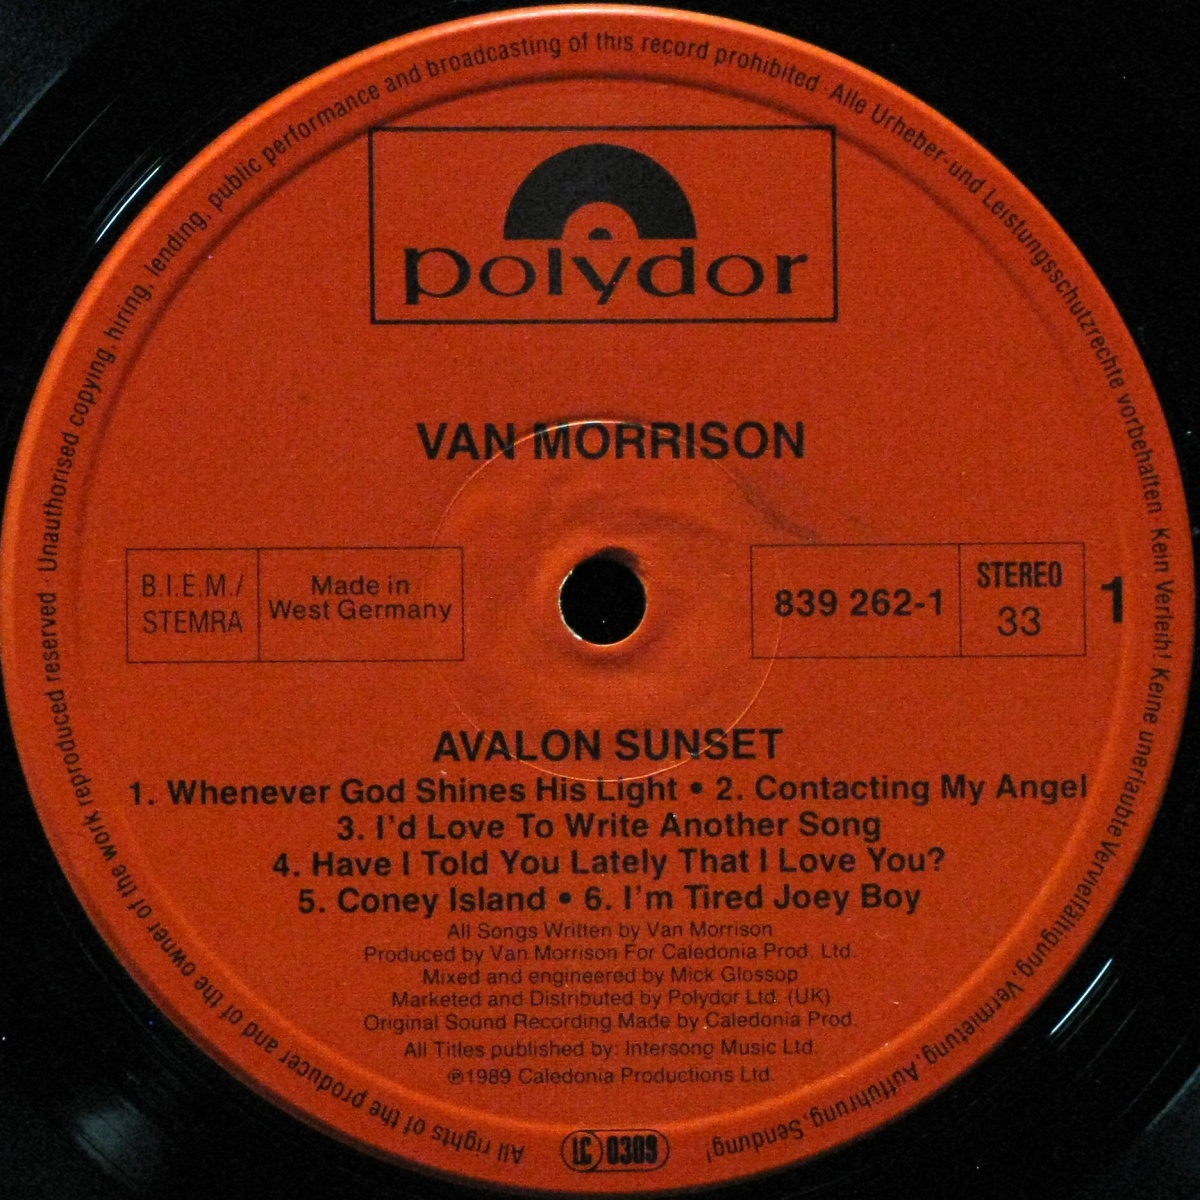 All rights of the producer and of the owner of the work reproduced reserved · Unauthorised copying, hiring, lending, public performance and broadcasting of this record prohibited · Alle Urheber- und Leistungsschutzrechte vorbehalten Kein Verleih! Keine unerlaubte Vervielfältigung, Vermietung, Aufführung, Sendung!
polydor
VAN MORRISON
B.I.E.M./
STEMRA
Made in
West Germany
839 262-1
STEREO
33
1
AVALON SUNSET
1. Whenever God Shines His Light • 2. Contacting My Angel
3. I'd Love To Write Another Song
4. Have I Told You Lately That I Love You?
5. Coney Island • 6. I'm Tired Joey Boy
All Songs Written by Van Morrison
Produced by Van Morrison For Caledonia Prod. Ltd.
Mixed and engineered by Mick Glossop
Marketed and Distributed by Polydor Ltd. (UK)
Original Sound Recording Made by Caledonia Prod.
All Titles published by: Intersong Music Ltd.
℗1989 Caledonia Productions Ltd.
LC 0309